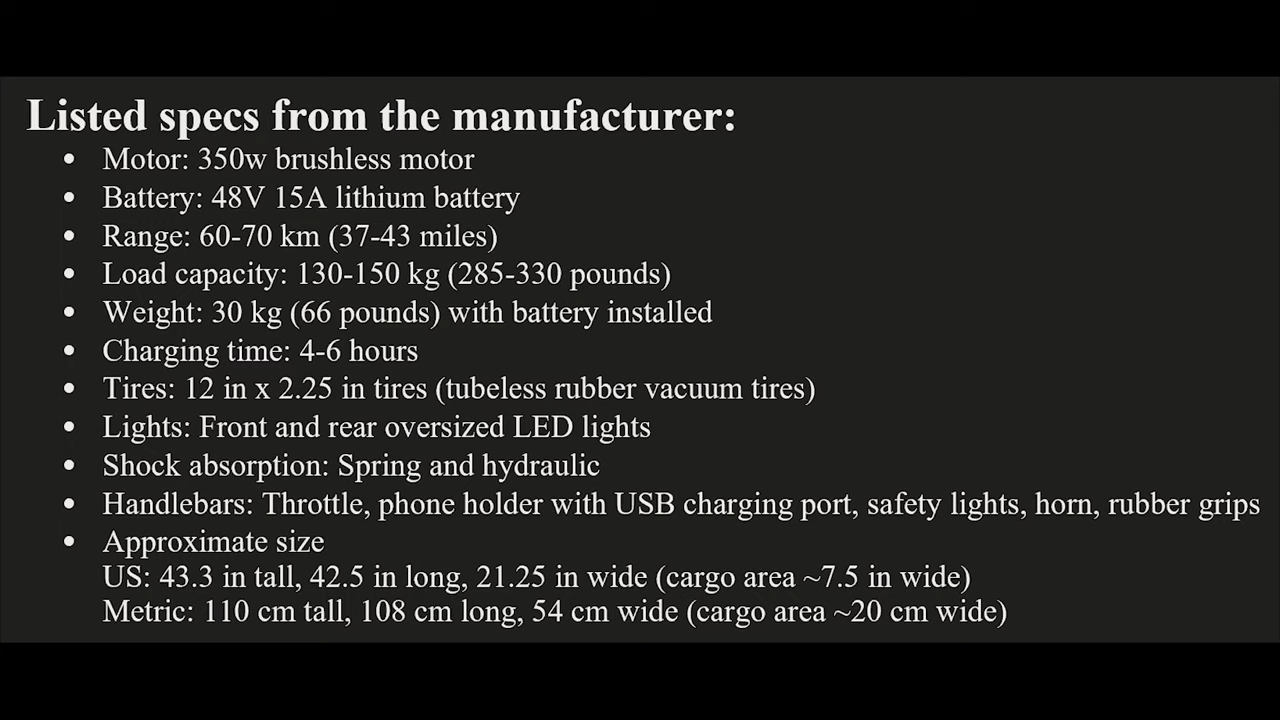 Listed specs from the manufacturer:
• Motor: 350w brushless motor
• Battery: 48V 15A lithium battery
• Range: 60-70 km (37-43 miles)
• Load capacity: 130-150 kg (285-330 pounds)
• Weight: 30 kg (66 pounds) with battery installed
• Charging time: 4-6 hours
• Tires: 12 in x 2.25 in tires (tubeless rubber vacuum tires)
• Lights: Front and rear oversized LED lights
• Shock absorption: Spring and hydraulic
• Handlebars: Throttle, phone holder with USB charging port, safety lights, horn, rubber grips
• Approximate size
US: 43.3 in tall, 42.5 in long, 21.25 in wide (cargo area ~7.5 in wide)
Metric: 110 cm tall, 108 cm long, 54 cm wide (cargo area ~20 cm wide)